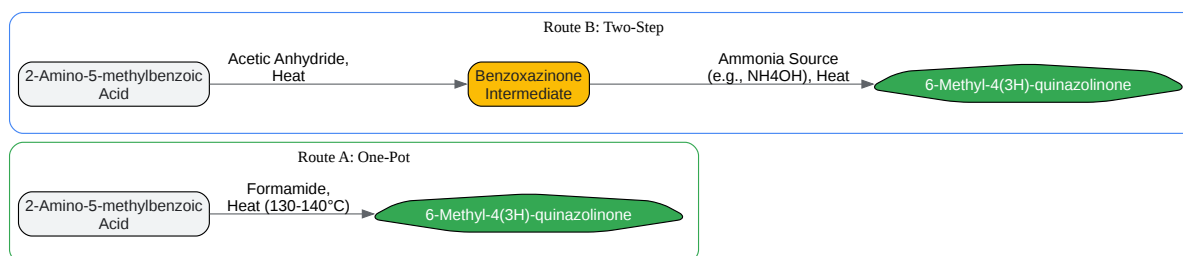 Route B: Two-Step
2-Amino-5-methylbenzoic
Acid
Acetic Anhydride,
Heat
Benzoxazinone
Intermediate
Ammonia Source
(e.g., NH4OH), Heat
6-Methyl-4(3H)-quinazolinone
Route A: One-Pot
2-Amino-5-methylbenzoic
Acid
Formamide,
Heat (130-140°C)
6-Methyl-4(3H)-quinazolinone